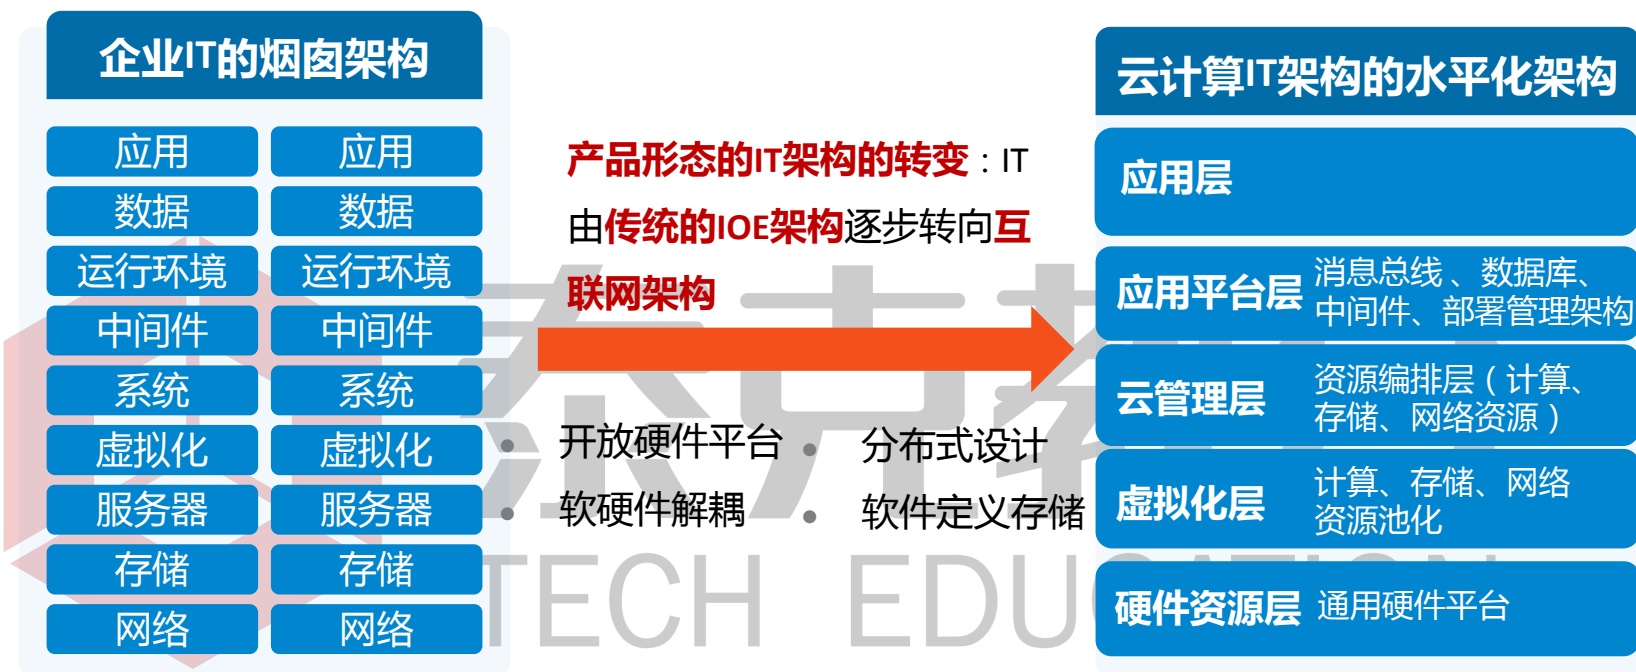 企业IT的烟囱架构
应用 应用
数据 数据
运行环境 运行环境
中间件 中间件
系统 系统
虚拟化 虚拟化
服务器 服务器
存储 存储
网络 网络
产品形态的IT架构的转变：IT
由传统的IOE架构逐步转向互
联网架构
• 开放硬件平台 • 分布式设计
• 软硬件解耦 • 软件定义存储
云计算IT架构的水平化架构
应用层
应用平台层
消息总线 、数据库、
中间件、部署管理架构
云管理层
资源编排层（计算、
存储、网络资源）
虚拟化层
计算、存储、网络
资源池化
硬件资源层 通用硬件平台
泰克教
TECH EDUCATION